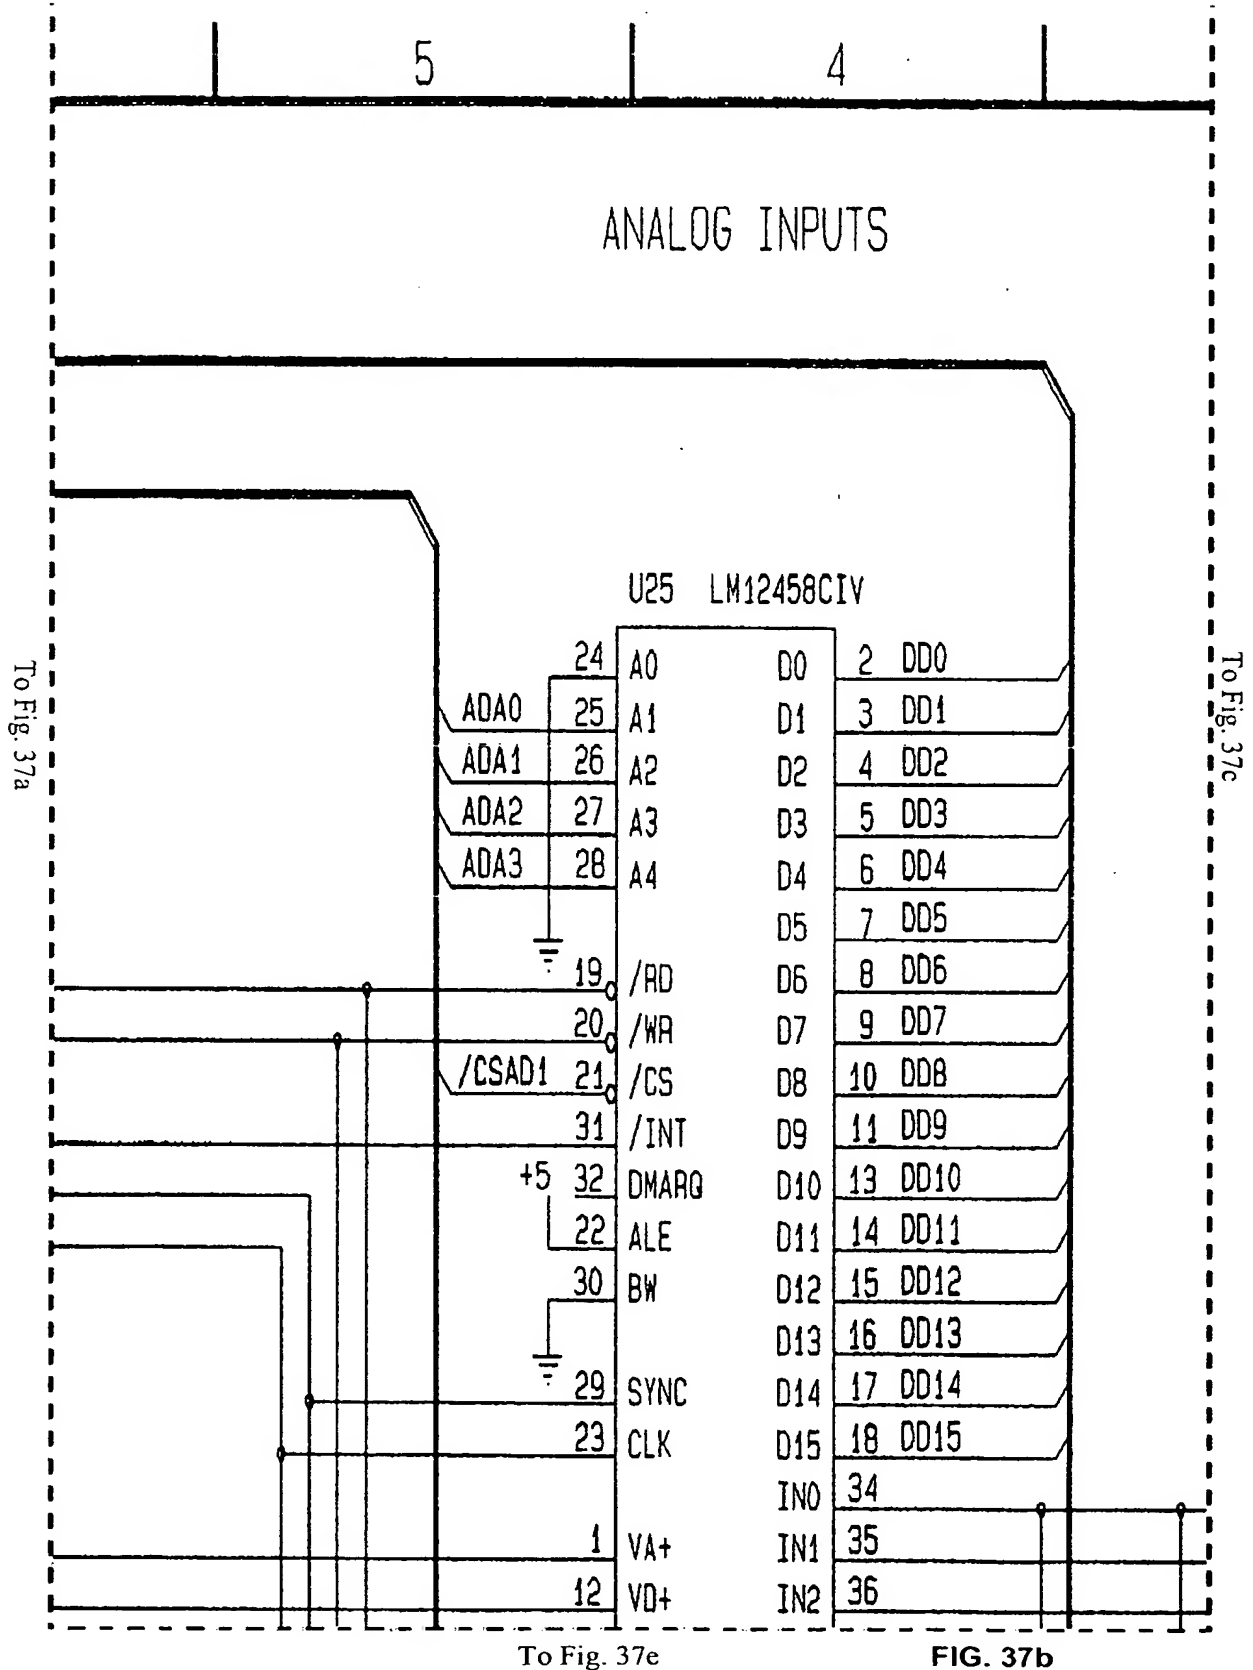 5 4
ANALOG INPUTS
U25 LM12458CIV
24 A0 D0 2 DD0
ADA0 25 A1 D1 3 DD1
ADA1 26 A2 D2 4 DD2
ADA2 27 A3 D3 5 DD3
ADA3 28 A4 D4 6 DD4
D5 7 DD5
19 /RD D6 8 DD6
20 /WR D7 9 DD7
/CSAD1 21 /CS D8 10 DD8
31 /INT D9 11 DD9
+5 32 DMARQ D10 13 DD10
22 ALE D11 14 DD11
30 BW D12 15 DD12
D13 16 DD13
29 SYNC D14 17 DD14
23 CLK D15 18 DD15
IN0 34
1 VA+ IN1 35
12 VD+ IN2 36
To Fig. 37a
To Fig. 37c
To Fig. 37e
FIG. 37b